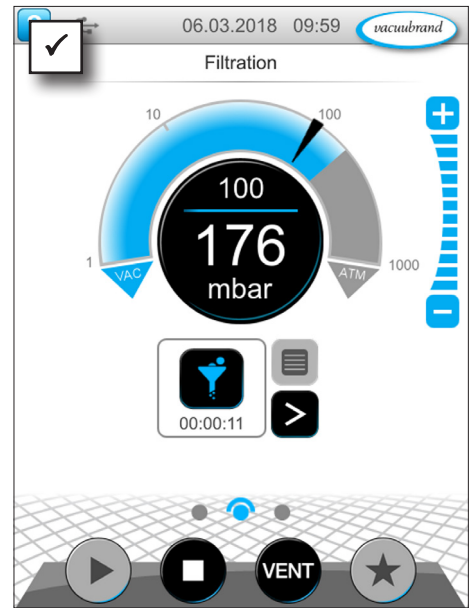 06.03.2018 09:59
vacuubrand
Filtration
10
100
1
1000
VAC
ATM
100
176
mbar
00:00:11
VENT